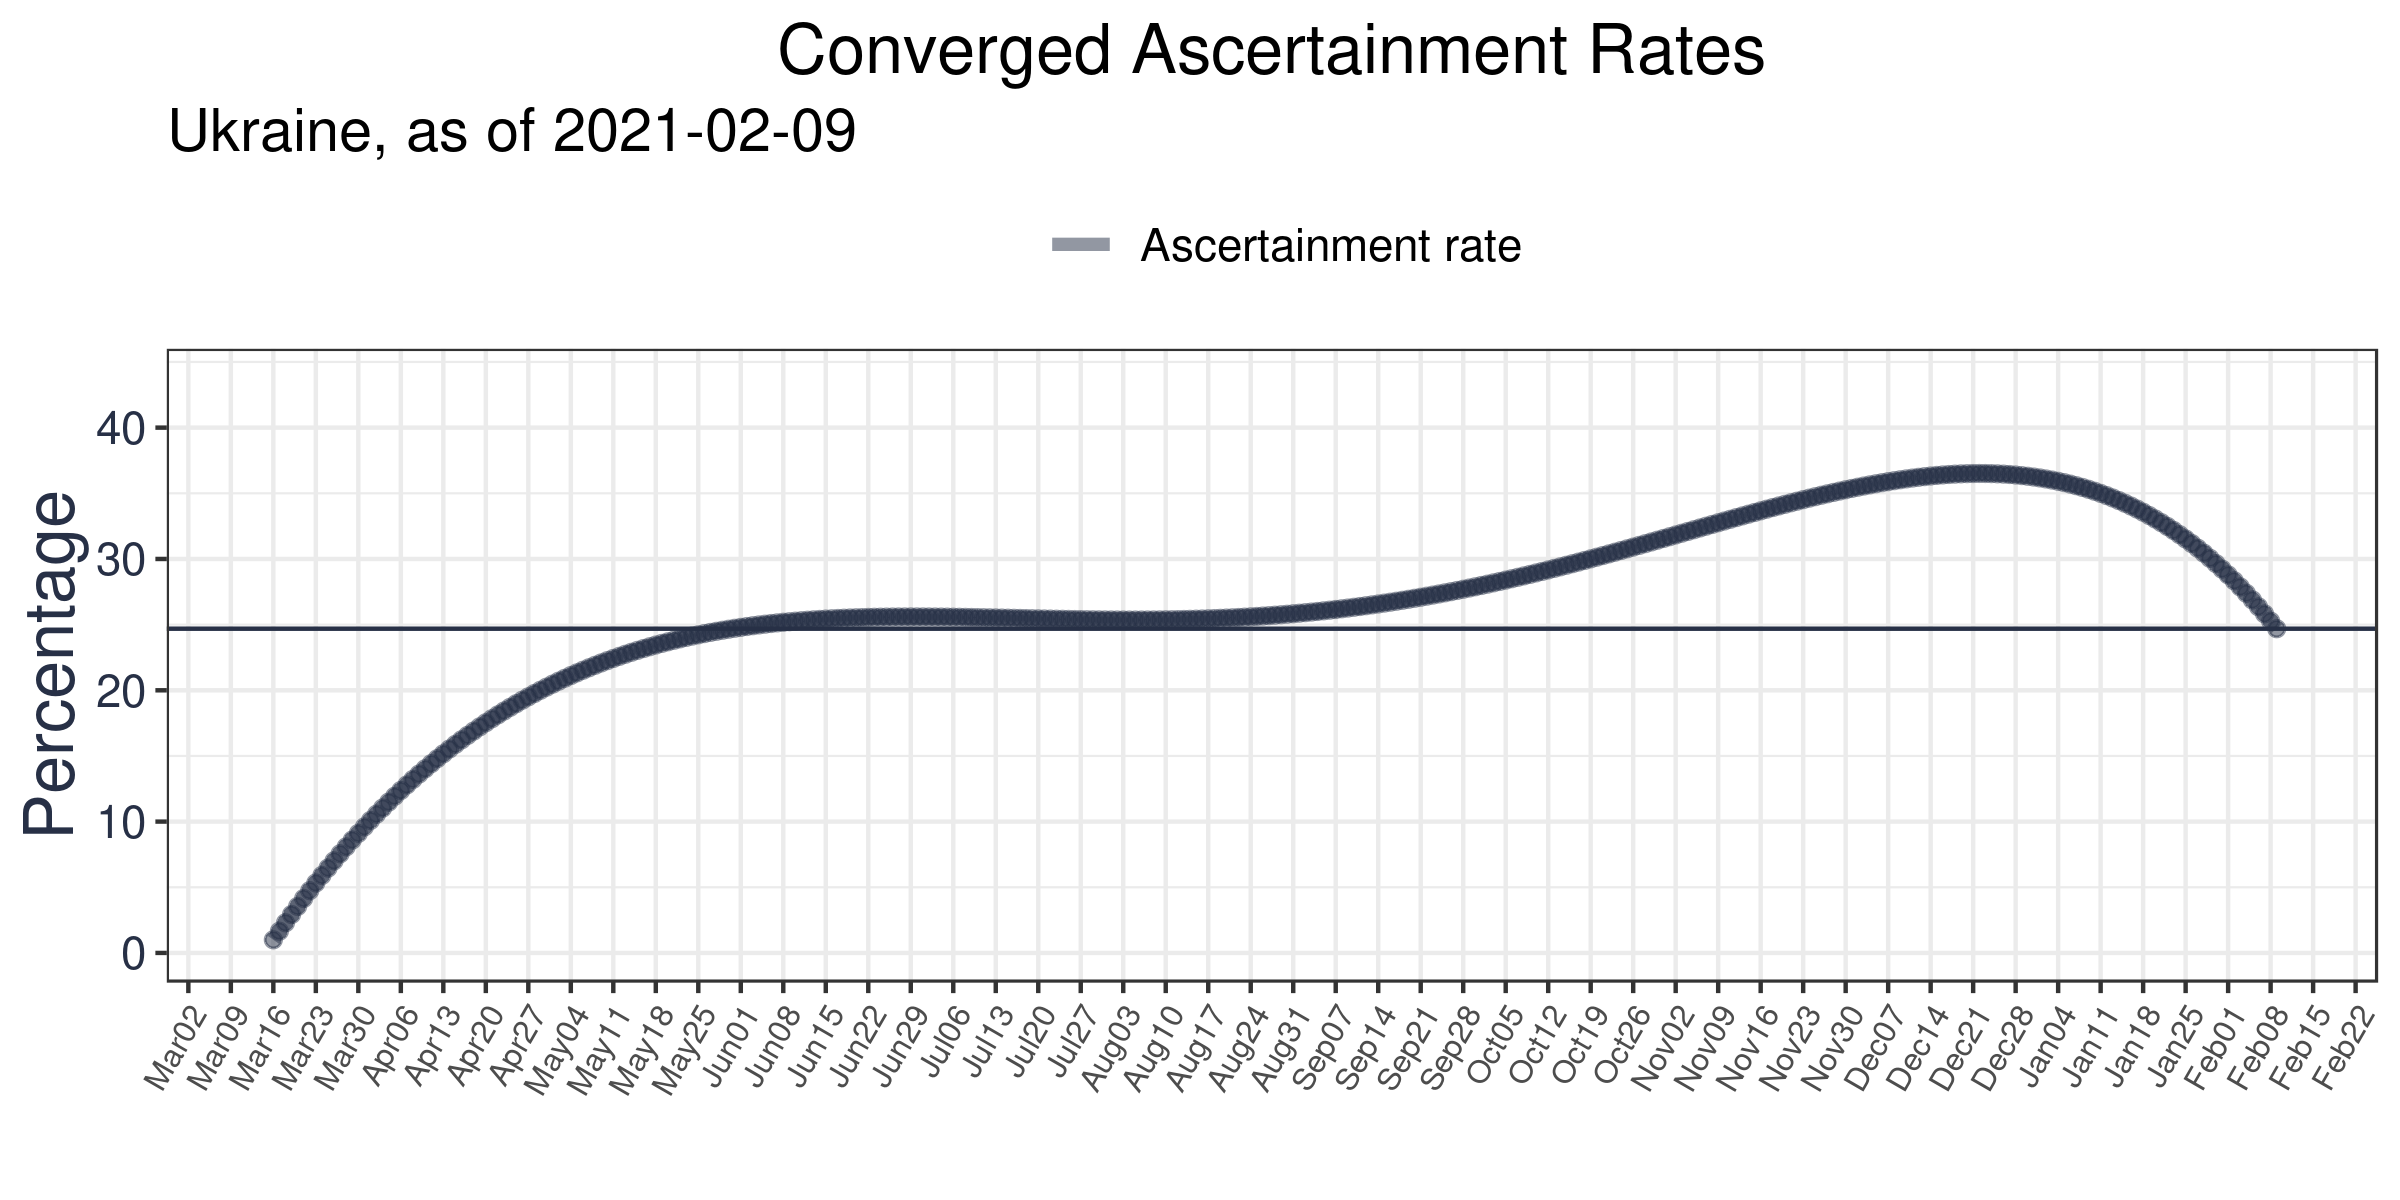 Converged Ascertainment Rates
Ukraine, as of 2021-02-09
Ascertainment rate
Percentage
40
30
20
10
0
Mar02 Mar09 Mar16 Mar23 Mar30 Apr06 Apr13 Apr20 Apr27 May04 May11 May18 May25 Jun01 Jun08 Jun15 Jun22 Jun29 Jul06 Jul13 Jul20 Jul27 Aug03 Aug10 Aug17 Aug24 Aug31 Sep07 Sep14 Sep21 Sep28 Oct05 Oct12 Oct19 Oct26 Nov02 Nov09 Nov16 Nov23 Nov30 Dec07 Dec14 Dec21 Dec28 Jan04 Jan11 Jan18 Jan25 Feb01 Feb08 Feb15 Feb22